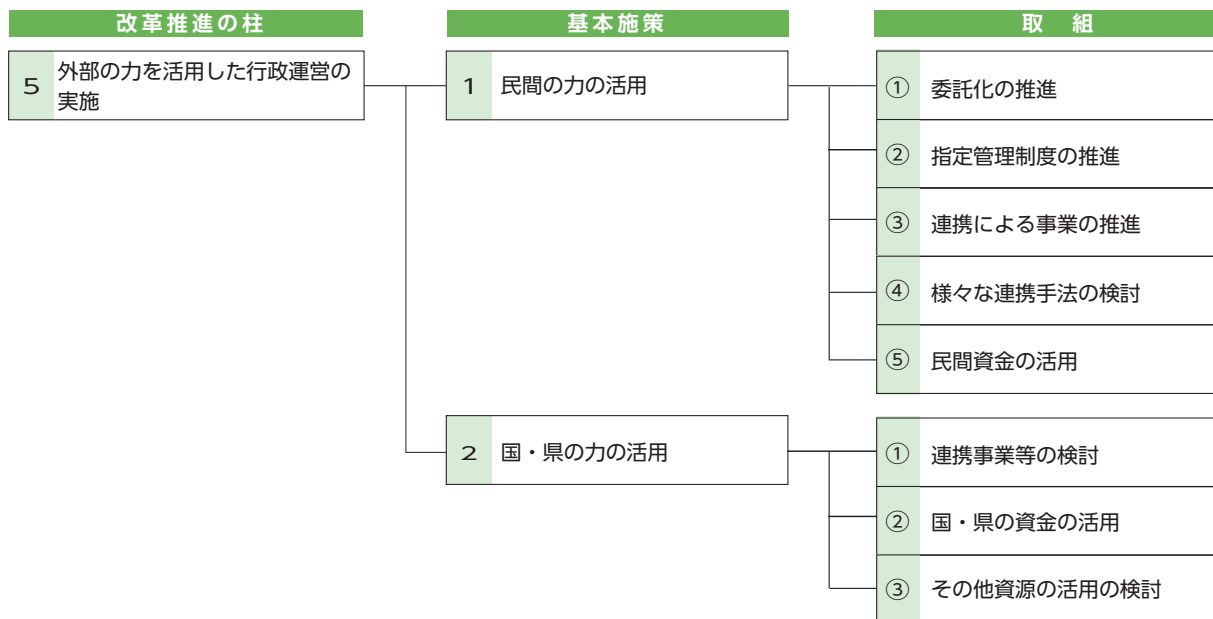 改革推進の柱
基本施策
取　組
5 外部の力を活用した行政運営の
実施
1 民間の力の活用
① 委託化の推進
② 指定管理制度の推進
③ 連携による事業の推進
④ 様々な連携手法の検討
⑤ 民間資金の活用
2 国・県の力の活用
① 連携事業等の検討
② 国・県の資金の活用
③ その他資源の活用の検討